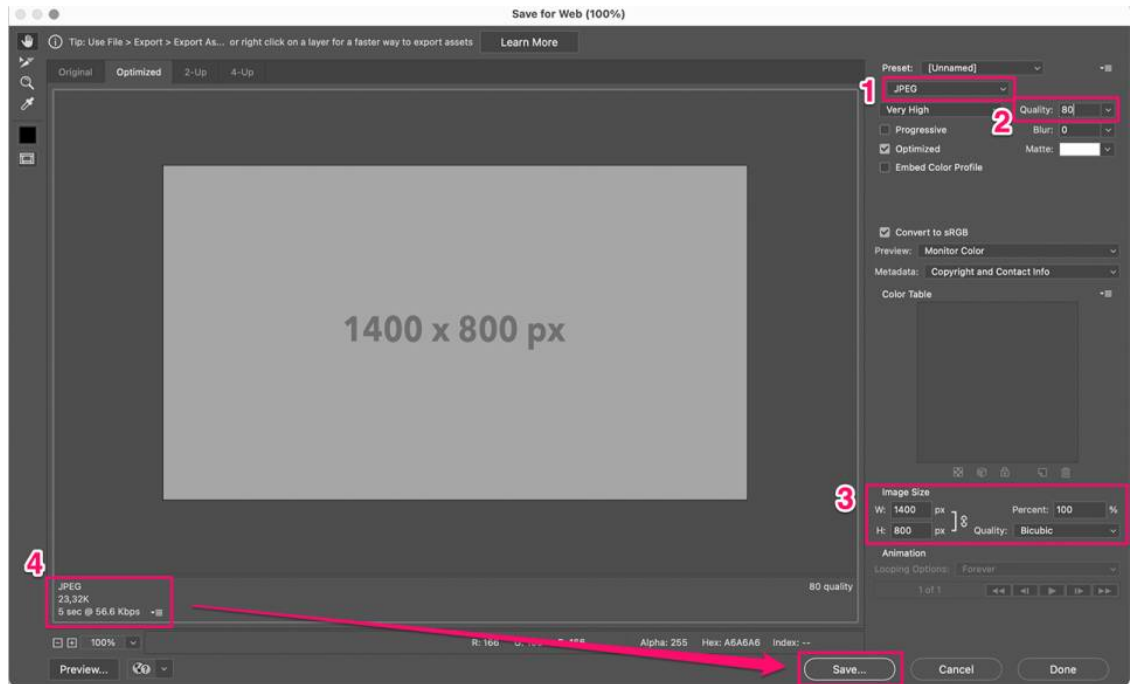 Save for Web (100%)
Tip: Use File > Export > Export As... or right click on a layer for a faster way to export assets Learn More
Original Optimized 2-Up 4-Up
Preset: [Unnamed]
1 JPEG
Very High 2 Quality: 80
Progressive Blur: 0
Optimized Matte:
Embed Color Profile
Convert to sRGB
Preview: Monitor Color
Metadata: Copyright and Contact Info
Color Table
1400 x 800 px
3 Image Size
W: 1400 px Percent: 100 %
H: 800 px Quality: Bicubic
Animation
Looping Options: Forever
1 of 1
4
JPEG 80 quality
23,32K
5 sec @ 56.6 Kbps
100% R: 166 Alpha: 255 Hex: A6A6A6 Index: --
Preview... Save... Cancel Done